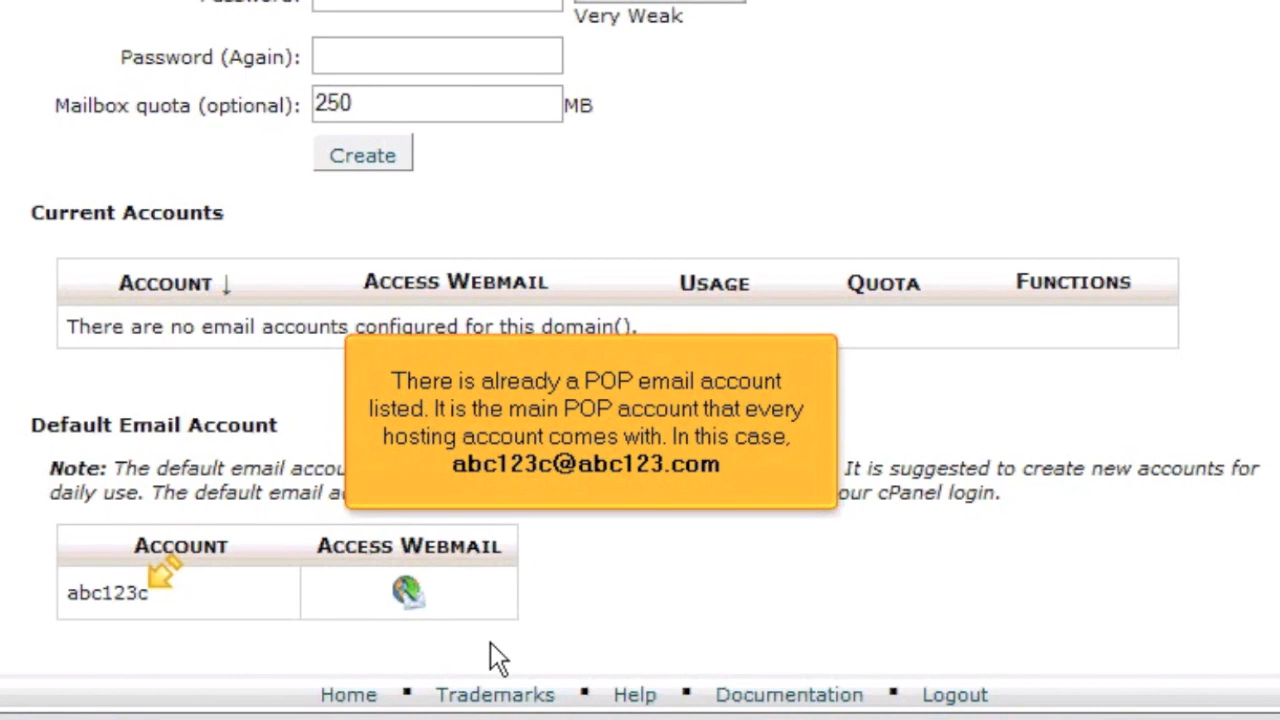 Very Weak
Password (Again):
Mailbox quota (optional): 250 MB
Create
Current Accounts
ACCOUNT ↓ ACCESS WEBMAIL USAGE QUOTA FUNCTIONS
There are no email accounts configured for this domain().
There is already a POP email account
listed. It is the main POP account that every
hosting account comes with. In this case,
abc123c@abc123.com
Default Email Account
Note: The default email accou It is suggested to create new accounts for
daily use. The default email a our cPanel login.
ACCOUNT ACCESS WEBMAIL
abc123c
Home ▪ Trademarks ▪ Help ▪ Documentation ▪ Logout